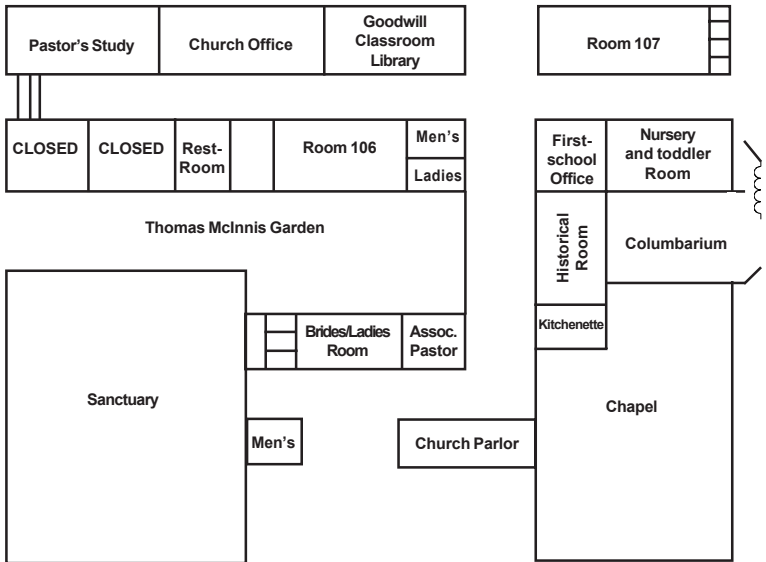 Pastor's Study
Church Office
Goodwill
Classroom
Library
Room 107
CLOSED
CLOSED
Rest-
Room
Room 106
Men's
Ladies
First-
school
Office
Nursery
and toddler
Room
Thomas McInnis Garden
Historical
Room
Columbarium
Kitchenette
Brides/Ladies
Room
Assoc.
Pastor
Sanctuary
Chapel
Men's
Church Parlor